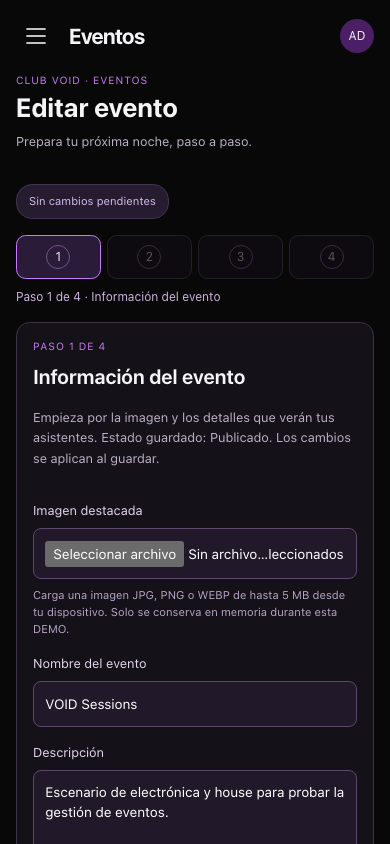 Eventos
AD
CLUB VOID · EVENTOS
Editar evento
Prepara tu próxima noche, paso a paso.
Sin cambios pendientes
1
2
3
4
Paso 1 de 4 · Información del evento
PASO 1 DE 4
Información del evento
Empieza por la imagen y los detalles que verán tus
asistentes. Estado guardado: Publicado. Los cambios
se aplican al guardar.
Imagen destacada
Seleccionar archivo Sin archivo...leccionados
Carga una imagen JPG, PNG o WEBP de hasta 5 MB desde
tu dispositivo. Solo se conserva en memoria durante esta
DEMO.
Nombre del evento
VOID Sessions
Descripción
Escenario de electrónica y house para probar la
gestión de eventos.